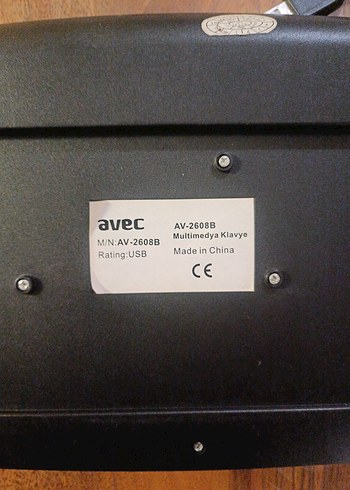 avec
M/N:AV-2608B
Rating:USB
AV-2608B
Multimedya Klavye
Made in China
CE